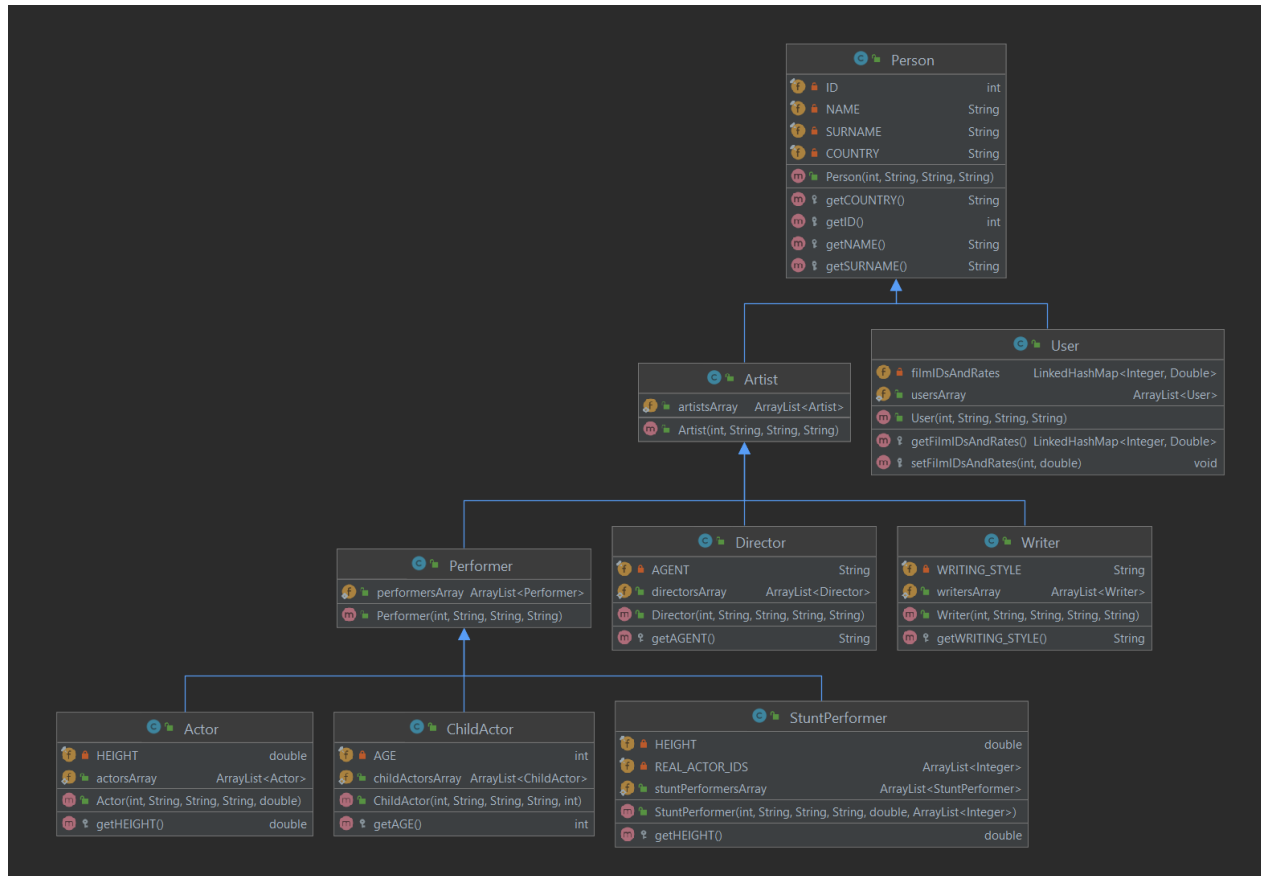 Person
ID int
NAME String
SURNAME String
COUNTRY String
Person(int, String, String, String)
getCOUNTRY() String
getID() int
getNAME() String
getSURNAME() String
User
filmIDsAndRates LinkedHashMap<Integer, Double>
usersArray ArrayList<User>
User(int, String, String, String)
getFilmIDsAndRates() LinkedHashMap<Integer, Double>
setFilmIDsAndRates(int, double) void
Artist
artistsArray ArrayList<Artist>
Artist(int, String, String, String)
Performer
performersArray ArrayList<Performer>
Performer(int, String, String, String)
Director
AGENT String
directorsArray ArrayList<Director>
Director(int, String, String, String, String)
getAGENT() String
Writer
WRITING_STYLE String
writersArray ArrayList<Writer>
Writer(int, String, String, String, String)
getWRITING_STYLE() String
Actor
HEIGHT double
actorsArray ArrayList<Actor>
Actor(int, String, String, String, double)
getHEIGHT() double
ChildActor
AGE int
childActorsArray ArrayList<ChildActor>
ChildActor(int, String, String, String, int)
getAGE() int
StuntPerformer
HEIGHT double
REAL_ACTOR_IDS ArrayList<Integer>
stuntPerformersArray ArrayList<StuntPerformer>
StuntPerformer(int, String, String, String, double, ArrayList<Integer>)
getHEIGHT() double